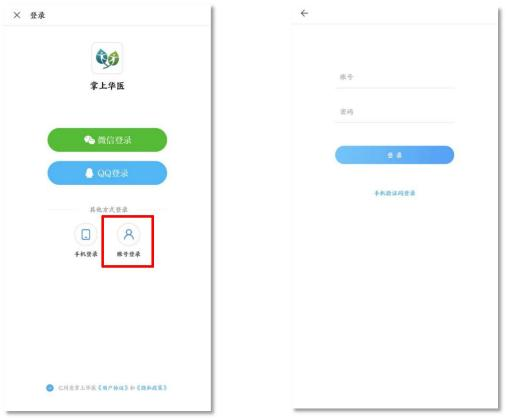 登录
掌上华医
微信登录
QQ登录
其他方式登录
手机登录
账号登录
已同意掌上华医《用户协议》和《隐私政策》
账号
密码
登录
手机验证码登录